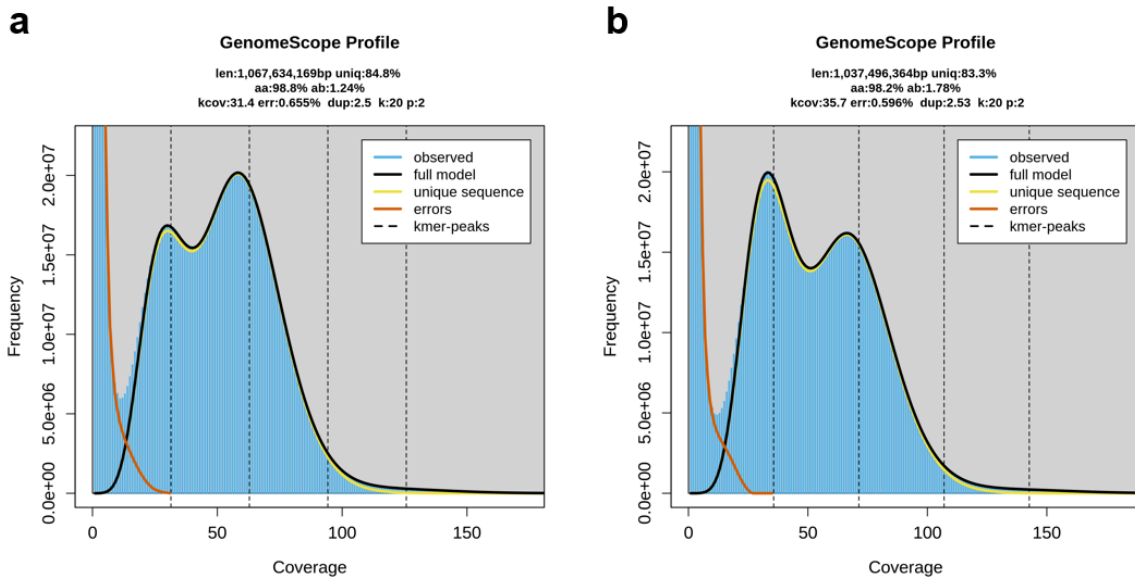 a
GenomeScope Profile
len:1,067,634,169bp uniq:84.8%
aa:98.8% ab:1.24%
kcov:31.4 err:0.655% dup:2.5 k:20 p:2
observed
full model
unique sequence
errors
kmer-peaks
Frequency
0.0e+00
5.0e+06
1.0e+07
1.5e+07
2.0e+07
0
50
100
150
Coverage
b
GenomeScope Profile
len:1,037,496,364bp uniq:83.3%
aa:98.2% ab:1.78%
kcov:35.7 err:0.596% dup:2.53 k:20 p:2
observed
full model
unique sequence
errors
kmer-peaks
Frequency
0.0e+00
5.0e+06
1.0e+07
1.5e+07
2.0e+07
0
50
100
150
Coverage